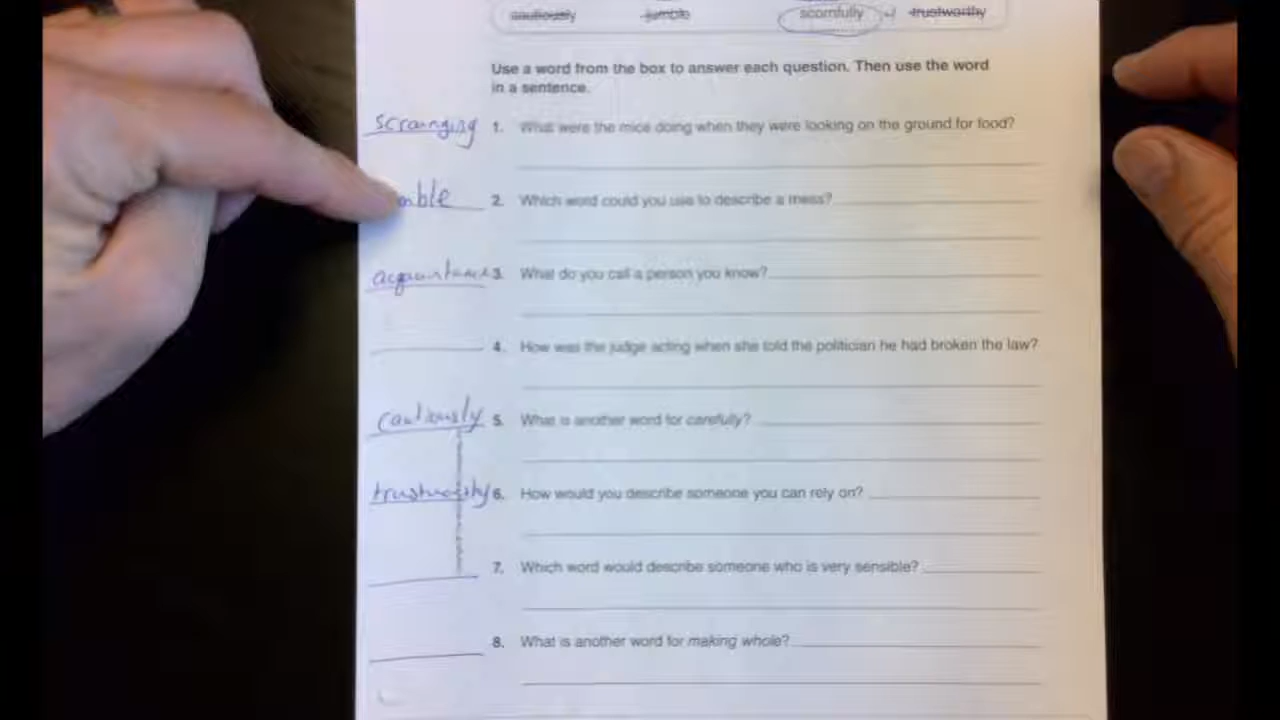 cautiously jumble scornfully trustworthy
Use a word from the box to answer each question. Then use the word
in a sentence.
scrounging 1. What were the mice doing when they were looking on the ground for food?
mble 2. Which word could you use to describe a mess?
3. What do you call a person you know?
4. How was the judge acting when she told the politician he had broken the law?
cautiously 5. What is another word for carefully?
6. How would you describe someone you can rely on?
7. Which word would describe someone who is very sensible?
8. What is another word for making whole?